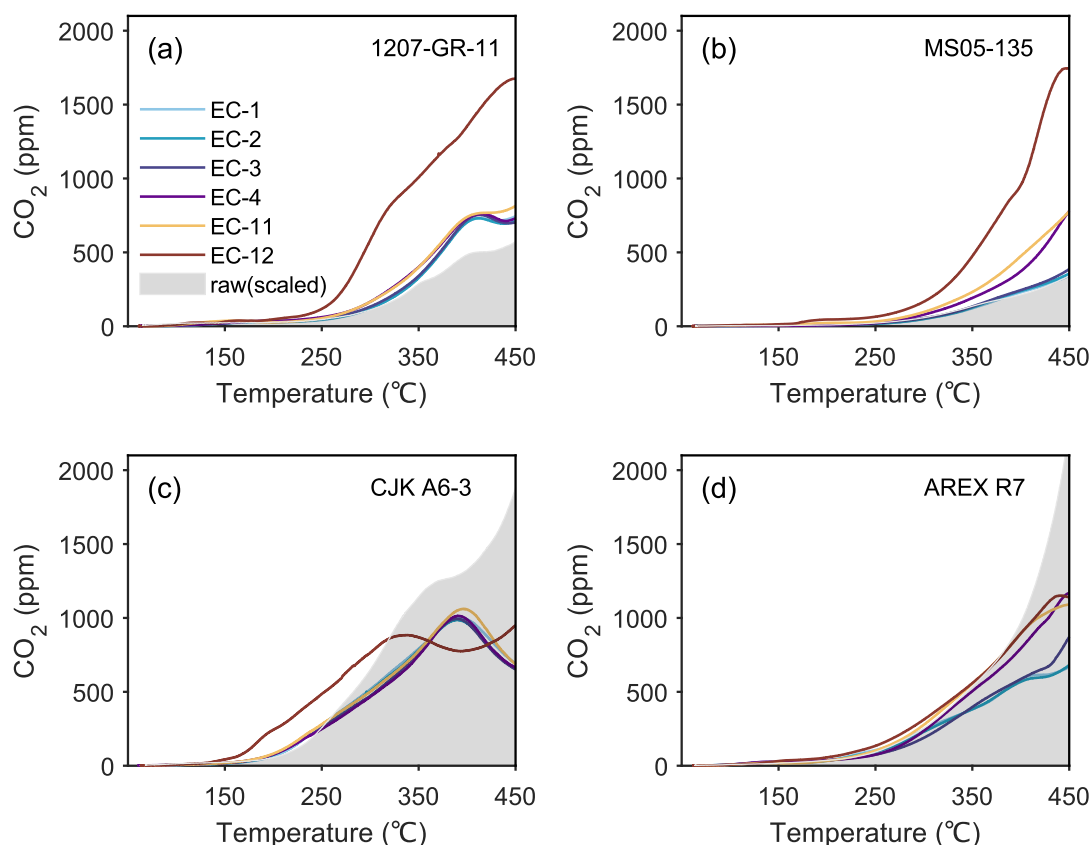 (a) 1207-GR-11
2000
1500
1000
500
0
CO2 (ppm)
EC-1
EC-2
EC-3
EC-4
EC-11
EC-12
raw(scaled)
150 250 350 450
Temperature (℃)
(b) MS05-135
2000
1500
1000
500
0
CO2 (ppm)
150 250 350 450
Temperature (℃)
(c) CJK A6-3
2000
1500
1000
500
0
CO2 (ppm)
150 250 350 450
Temperature (℃)
(d) AREX R7
2000
1500
1000
500
0
CO2 (ppm)
150 250 350 450
Temperature (℃)